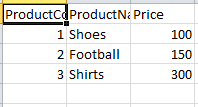 ProductCo ProductNa Price
1 Shoes 100
2 Football 150
3 Shirts 300